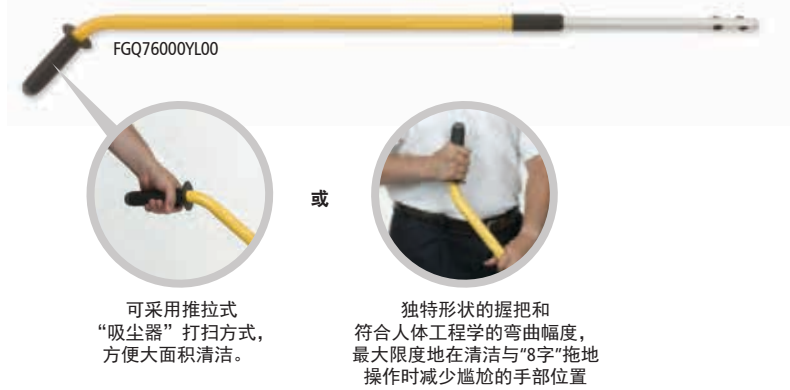 FGQ76000YL00
或
可采用推拉式
“吸尘器”打扫方式，
方便大面积清洁。
独特形状的握把和
符合人体工程学的弯曲幅度，
最大限度地在清洁与“8字”拖地
操作时减少尴尬的手部位置